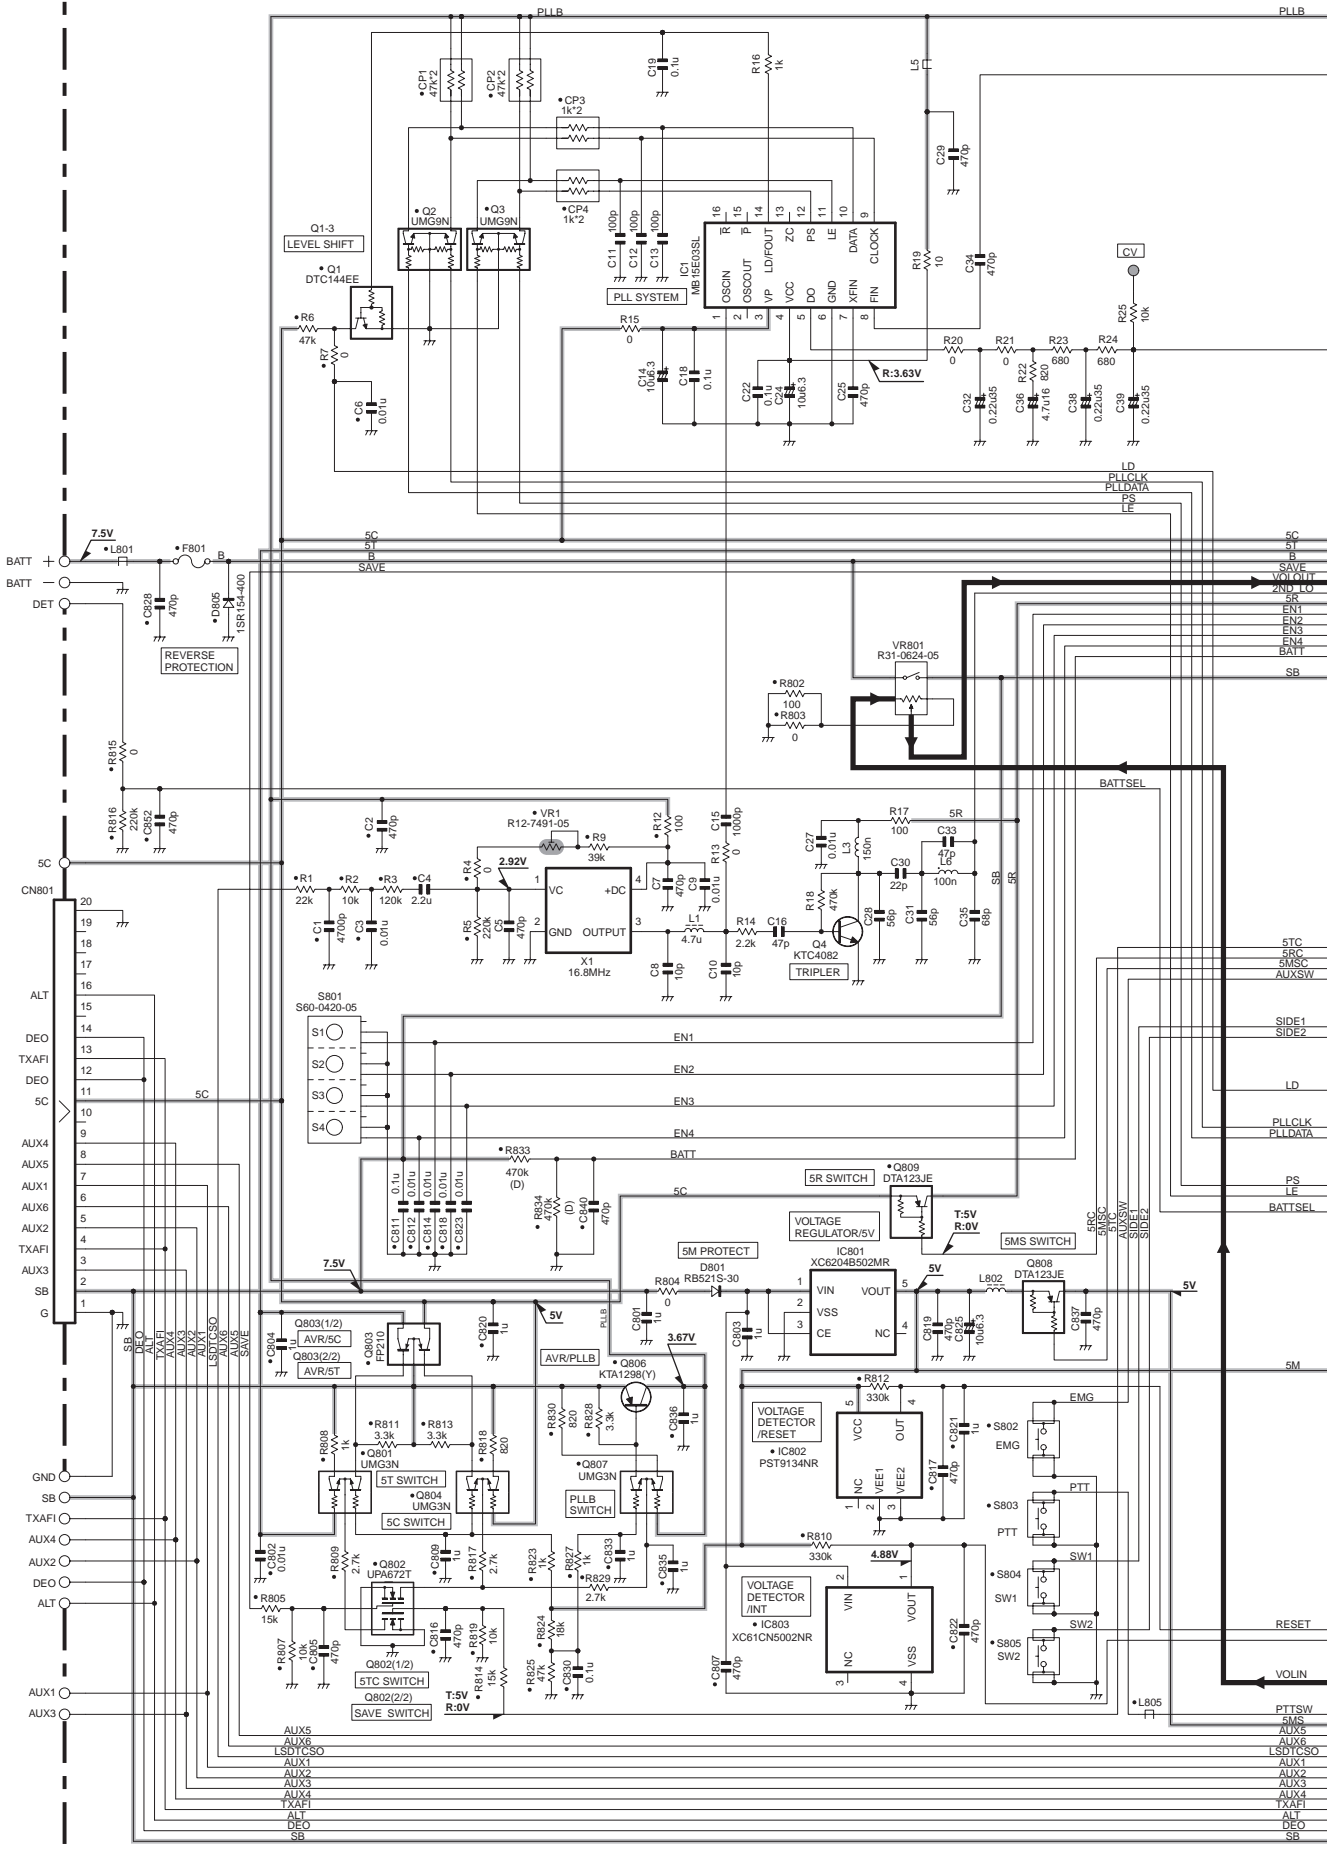 PLLB
PLLB
•CP1
47k*2
•CP2
47k*2
C19
0.1u
R16
1k
L5
•CP3
1k*2
C29
470p
•CP4
1k*2
Q1-3
LEVEL SHIFT
•Q2
UMG9N
•Q3
UMG9N
•Q1
DTC144EE
C11
100p
C12
100p
C13
100p
PLL SYSTEM
IC1
MB15E03SL
16
R
15
P
14
LD/FOUT
13
ZC
12
PS
11
LE
10
DATA
9
CLOCK
OSCIN
1
OSCOUT
2
VP
3
VCC
4
DO
5
GND
6
XFIN
7
FIN
8
R19
10
C34
470p
CV
R25
10k
•R6
47k
•R7
0
•C6
0.01u
R15
0
C14
10u6.3
C18
0.1u
C22
0.1u
C24
10u6.3
C25
470p
R:3.63V
R20
0
R21
0
R23
680
R24
680
R22
820
C32
0.22u35
C36
4.7u16
C38
0.22u35
C39
0.22u35
LD
PLLCLK
PLLDATA
PS
LE
5C
5T
B
SAVE
5C
5T
B
SAVE
VOLOUT
2ND_LO
5R
EN1
EN2
EN3
EN4
BATT
SB
BATT +
BATT −
DET
7.5V
•L801
•F801
B
•C828
470p
•D805
1SR154-400
REVERSE
PROTECTION
VR801
R31-0624-05
•R802
100
•R803
0
•R815
0
•R816
220k
•C852
470p
BATTSEL
•C2
470p
•VR1
R12-7491-05
•R4
0
•R9
39k
•R12
100
C15
1000p
R13
0
C7
470p
C9
0.01u
2.92V
•R1
22k
•R2
10k
•R3
120k
•C4
2.2u
•C1
4700p
•C3
0.01u
•R5
220k
C5
470p
1
VC
+DC
4
2
GND
OUTPUT
3
X1
16.8MHz
L1
4.7u
C8
10p
C10
10p
R14
2.2k
C16
47p
R18
470k
Q4
KTC4082
TRIPLER
C27
0.01u
L3
150n
R17
100
5R
C30
22p
C33
47p
L6
100n
C28
56p
C31
56p
C35
68p
SB
5R
5C
CN801
20
19
18
17
ALT 16
15
DEO 14
TXAFI 13
DEO 12
5C 11
10
AUX4 9
AUX5 8
AUX1 7
AUX6 6
AUX2 5
TXAFI 4
AUX3 3
SB 2
G 1
5C
S801
S60-0420-05
S1
S2
S3
S4
EN1
EN2
EN3
EN4
BATT
5C
•C811
0.1u
•C812
0.01u
•C814
0.01u
•C818
0.01u
•C823
0.01u
•R833
470k
(D)
•R834
470k
(D)
•C840
470p
5TC
5RC
5MSC
AUXSW
SIDE1
SIDE2
LD
PLLCLK
PLLDATA
PS
LE
BATTSEL
5R SWITCH
•Q809
DTA123JE
T:5V
R:0V
5RC
5MSC
5TC
AUXSW
SIDE1
SIDE2
VOLTAGE
REGULATOR/5V
IC801
XC6204B502MR
1
VIN
2
VSS
3
CE
VOUT
5
NC
4
5V
5M PROTECT
D801
RB521S-30
R804
0
C801
1u
C803
1u
C819
470p
C825
10u6.3
L802
5MS SWITCH
Q808
DTA123JE
C837
470p
5V
5M
7.5V
5V
PLLB
SB
DEO
ALT
TXAFI
AUX4
AUX3
AUX2
AUX1
LSDTCSO
AUX6
AUX5
SAVE
•C804
1u
Q803(1/2)
AVR/5C
Q803(2/2)
AVR/5T
Q803
FP210
•C820
1u
AVR/PLLB
•Q806
KTA1298(Y)
3.67V
•C836
1u
•R808
1k
•R811
3.3k
•R813
3.3k
•R818
820
•R830
820
•R828
3.3k
•Q801
UMG3N
5T SWITCH
•Q804
UMG3N
5C SWITCH
•Q807
UMG3N
PLLB
SWITCH
•C802
0.01u
•R809
2.7k
•C809
1u
•R817
2.7k
•R823
1k
•R827
1k
•C833
1u
•R829
2.7k
•C835
1u
Q802
UPA672T
•R805
15k
•R807
10k
•C805
470p
•C816
470p
•R819
10k
•R814
15k
•R824
18k
•R825
47k
•C830
0.1u
Q802(1/2)
5TC SWITCH
Q802(2/2)
SAVE SWITCH
T:5V
R:0V
•R812
330k
VOLTAGE
DETECTOR
/RESET
•IC802
PST9134NR
5
VCC
4
OUT
NC
1
VEE1
2
VEE2
3
•C821
1u
•C817
470p
•R810
330k
4.88V
VOLTAGE
DETECTOR
/INT
•IC803
XC61CN5002NR
2
VIN
1
VOUT
NC
3
VSS
4
•C807
470p
•C822
470p
EMG
•S802
EMG
PTT
•S803
PTT
SW1
•S804
SW1
SW2
•S805
SW2
RESET
VOLIN
•L805
PTTSW
5MS
GND
SB
TXAFI
AUX4
AUX2
DEO
ALT
AUX1
AUX3
AUX5
AUX6
LSDTCSO
AUX1
AUX2
AUX3
AUX4
TXAFI
ALT
DEO
SB
AUX5
AUX6
LSDTCSO
AUX1
AUX2
AUX3
AUX4
TXAFI
ALT
DEO
SB